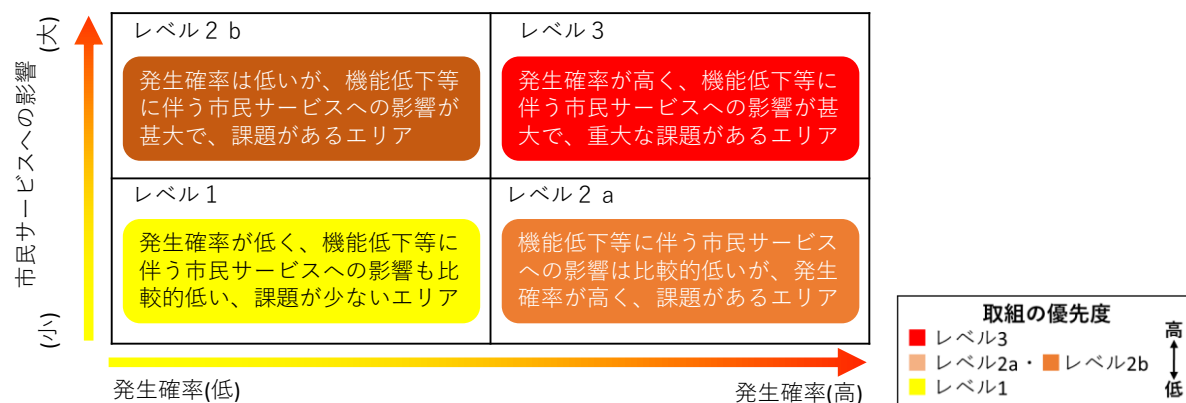 (大)
市民サービスへの影響
(小)
レベル２ｂ
発生確率は低いが、機能低下等
に伴う市民サービスへの影響が
甚大で、課題があるエリア
レベル３
発生確率が高く、機能低下等に
伴う市民サービスへの影響が甚
大で、重大な課題があるエリア
レベル１
発生確率が低く、機能低下等に
伴う市民サービスへの影響も比
較的低い、課題が少ないエリア
レベル２ａ
機能低下等に伴う市民サービス
への影響は比較的低いが、発生
確率が高く、課題があるエリア
発生確率(低)
発生確率(高)
取組の優先度
レベル3
レベル2a・レベル2b
レベル1
高
低